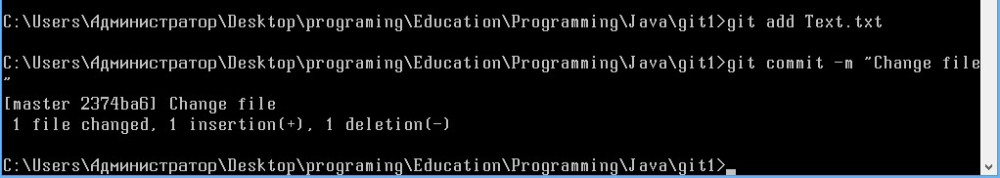 C:\Users\Администратор\Desktop\programing\Education\Programming\Java\git1>git add Text.txt
C:\Users\Администратор\Desktop\programing\Education\Programming\Java\git1>git commit -m "Change file
"
[master 2374ba6] Change file
 1 file changed, 1 insertion(+), 1 deletion(-)
C:\Users\Администратор\Desktop\programing\Education\Programming\Java\git1>